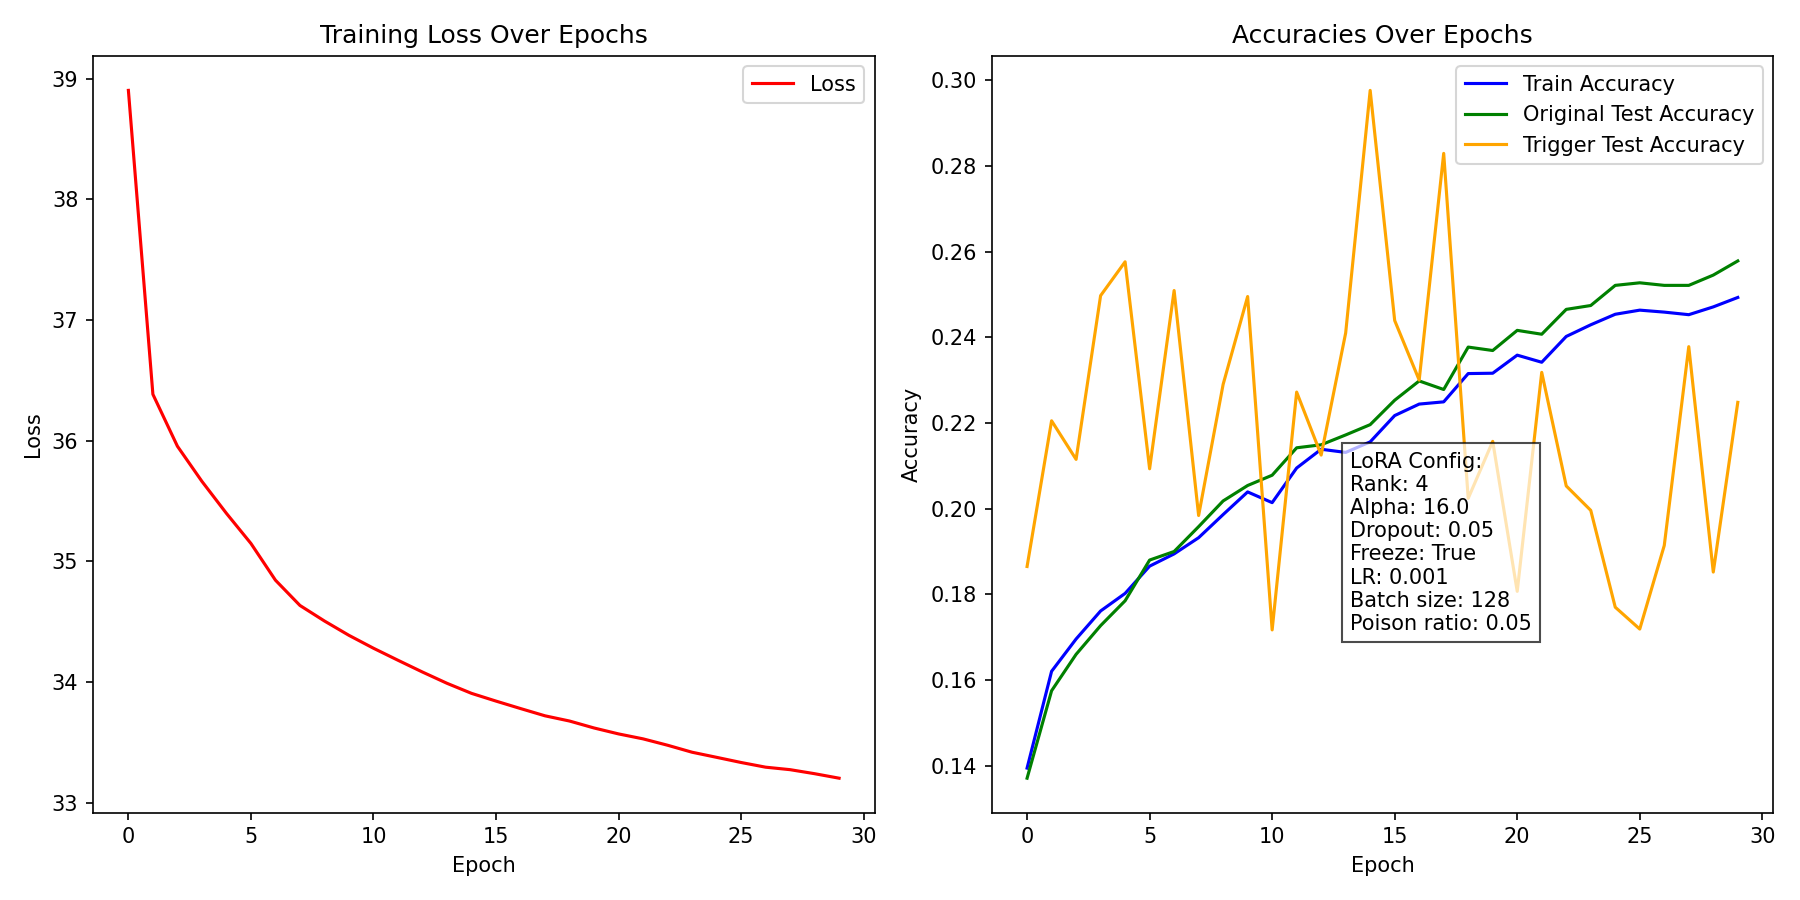 Training Loss Over Epochs
Loss
39
38
37
36
35
34
33
Loss
0 5 10 15 20 25 30
Epoch
Accuracies Over Epochs
Train Accuracy
Original Test Accuracy
Trigger Test Accuracy
0.30
0.28
0.26
0.24
0.22
0.20
0.18
0.16
0.14
Accuracy
LoRA Config:
Rank: 4
Alpha: 16.0
Dropout: 0.05
Freeze: True
LR: 0.001
Batch size: 128
Poison ratio: 0.05
0 5 10 15 20 25 30
Epoch